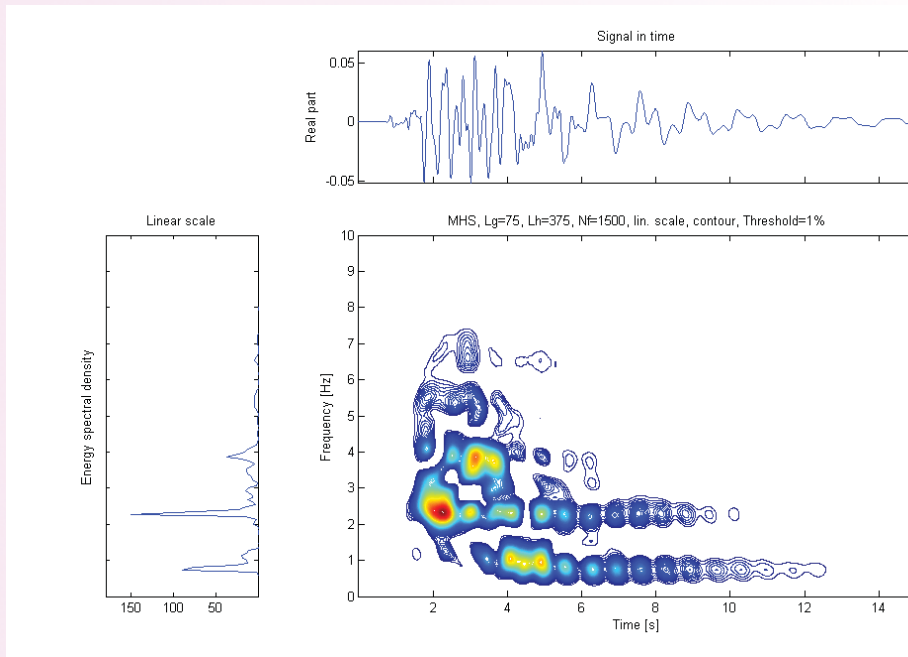 Signal in time
0.05
0
-0.05
Real part
Linear scale
MHS, Lg=75, Lh=375, Nf=1500, lin. scale, contour, Threshold=1%
Energy spectral density
150 100 50
Frequency [Hz]
10
9
8
7
6
5
4
3
2
1
0
2 4 6 8 10 12 14
Time [s]